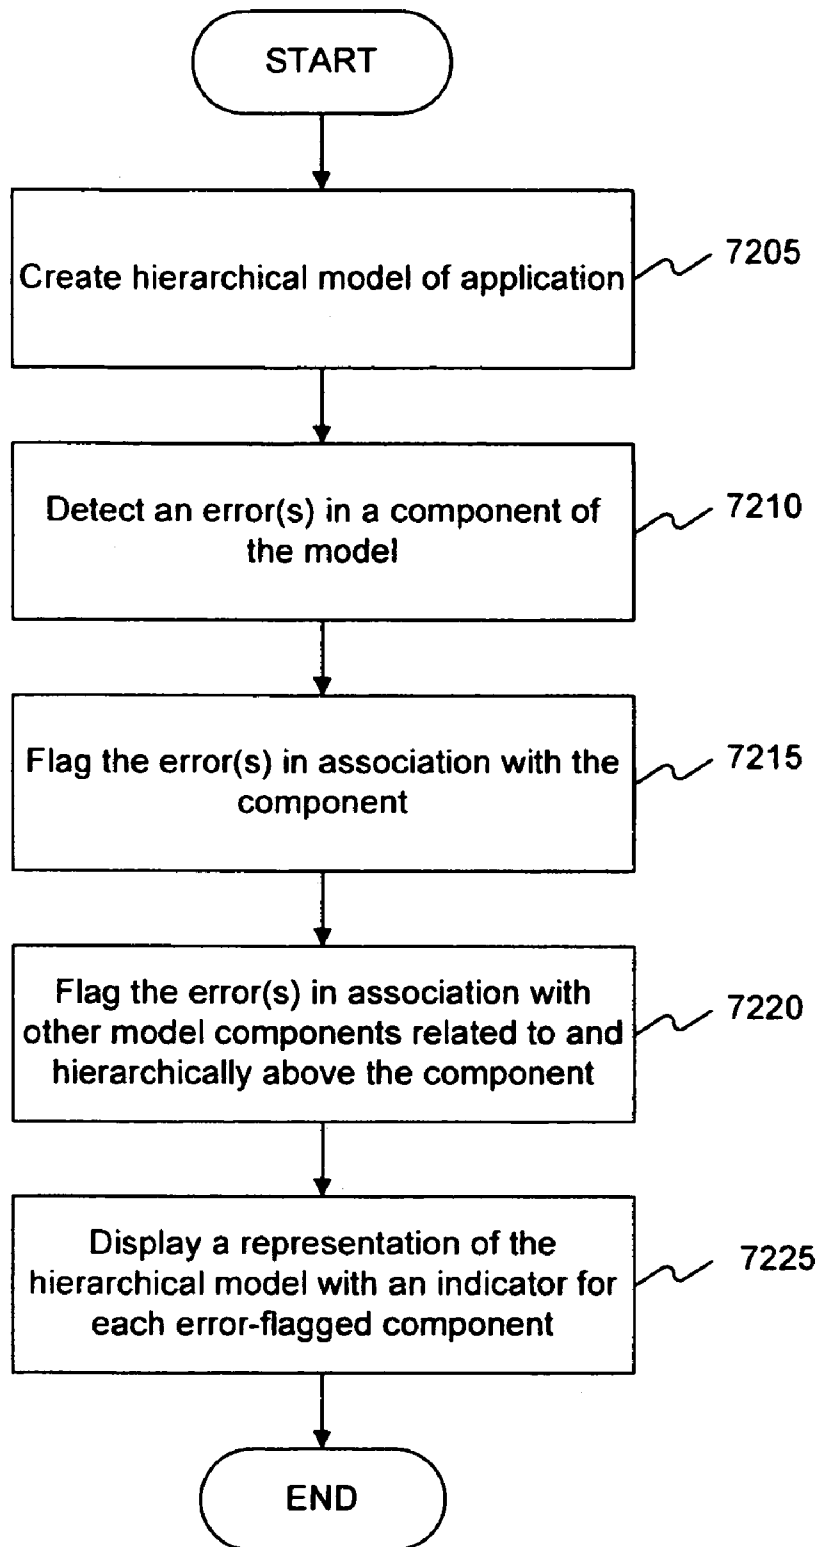 START
Create hierarchical model of application
7205
Detect an error(s) in a component of
the model
7210
Flag the error(s) in association with the
component
7215
Flag the error(s) in association with
other model components related to and
hierarchically above the component
7220
Display a representation of the
hierarchical model with an indicator for
each error-flagged component
7225
END